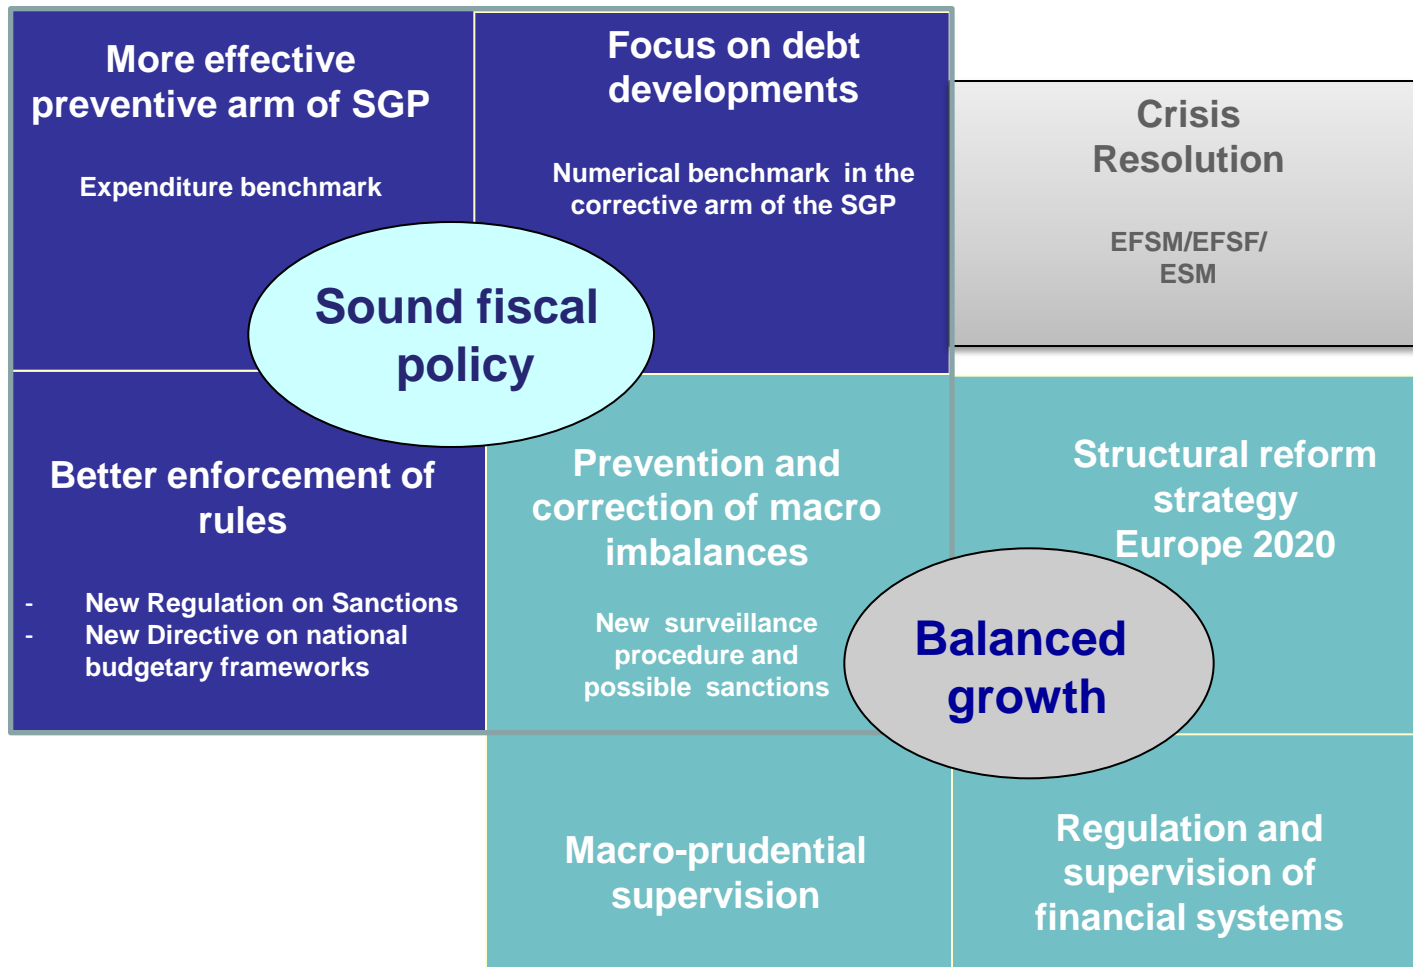 More effective
preventive arm of SGP
Expenditure benchmark
Focus on debt
developments
Numerical benchmark in the
corrective arm of the SGP
Crisis
Resolution
EFSM/EFSF/
ESM
Sound fiscal
policy
Better enforcement of
rules
- New Regulation on Sanctions
- New Directive on national
budgetary frameworks
Prevention and
correction of macro
imbalances
New surveillance
procedure and
possible sanctions
Structural reform
strategy
Europe 2020
Balanced
growth
Macro-prudential
supervision
Regulation and
supervision of
financial systems